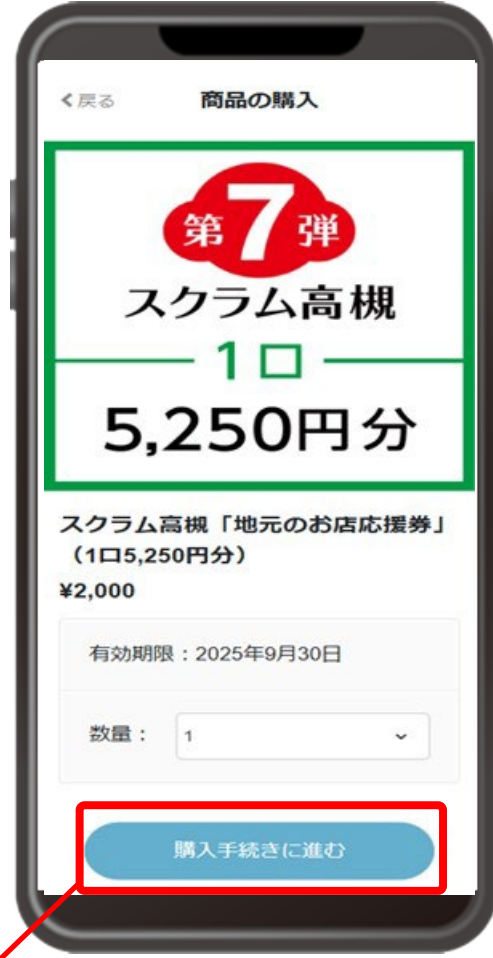 戻る
商品の購入
第7弾
スクラム高槻
1口
5,250円分
スクラム高槻「地元のお店応援券」
（1口5,250円分）
¥2,000
有効期限：2025年9月30日
数量：
1
購入手続きに進む